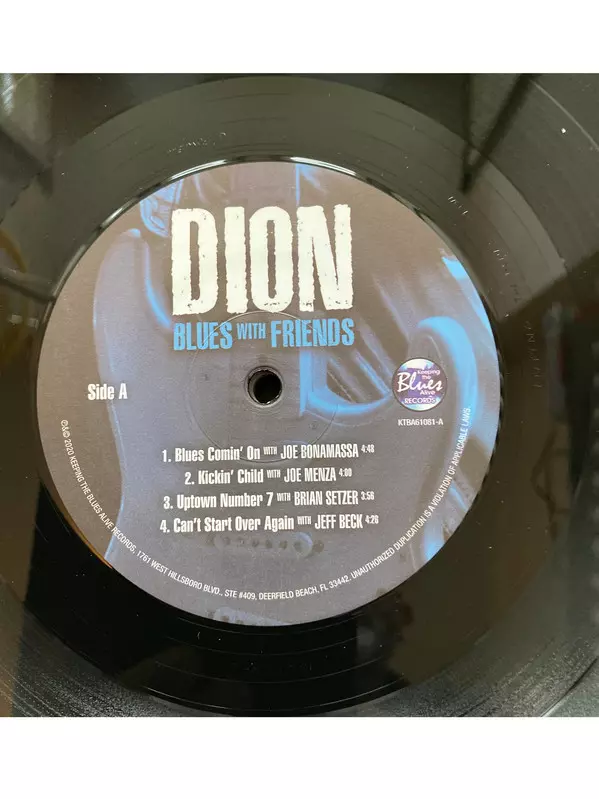 DION
BLUES WITH FRIENDS
Side A
Keeping
the
Blues
Alive
RECORDS
KTBA61081-A
1. Blues Comin' On WITH JOE BONAMASSA 4:48
2. Kickin' Child WITH JOE MENZA 4:00
3. Uptown Number 7 WITH BRIAN SETZER 3:56
4. Can't Start Over Again WITH JEFF BECK 4:28
℗&© 2020 KEEPING THE BLUES ALIVE RECORDS, 1761 WEST HILLSBORO BLVD., STE #409, DEERFIELD BEACH, FL 33442. UNAUTHORIZED DUPLICATION IS A VIOLATION OF APPLICABLE LAWS.